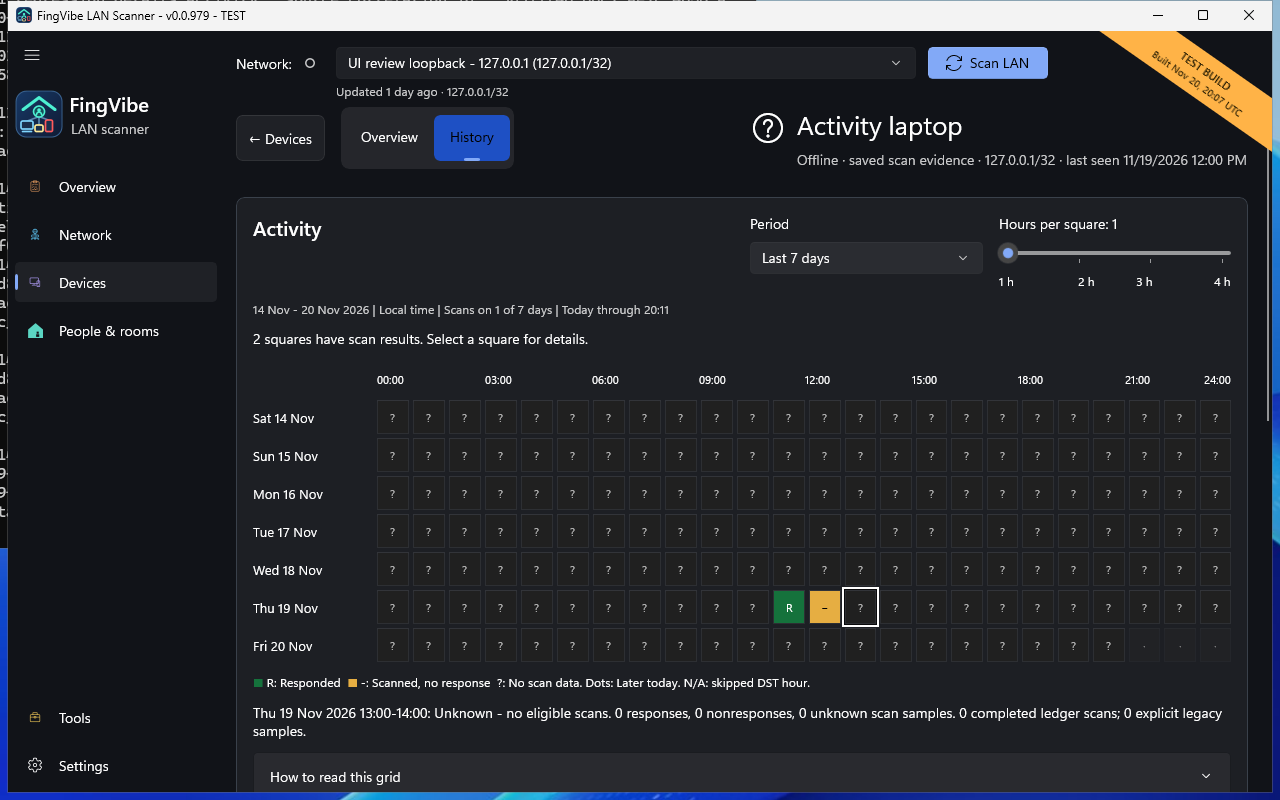 FingVibe LAN Scanner - v0.0.979 - TEST
TEST BUILD
Built Nov 20, 20:07 UTC
Network:
UI review loopback - 127.0.0.1 (127.0.0.1/32)
Scan LAN
Updated 1 day ago · 127.0.0.1/32
FingVibe
LAN scanner
Overview
Network
Devices
People & rooms
Tools
Settings
← Devices
Overview
History
? Activity laptop
Offline · saved scan evidence · 127.0.0.1/32 · last seen 11/19/2026 12:00 PM
Activity
Period
Last 7 days
Hours per square: 1
1 h 2 h 3 h 4 h
14 Nov - 20 Nov 2026 | Local time | Scans on 1 of 7 days | Today through 20:11
2 squares have scan results. Select a square for details.
00:00 03:00 06:00 09:00 12:00 15:00 18:00 21:00 24:00
Sat 14 Nov ? ? ? ? ? ? ? ? ? ? ? ? ? ? ? ? ? ? ? ? ? ? ? ?
Sun 15 Nov ? ? ? ? ? ? ? ? ? ? ? ? ? ? ? ? ? ? ? ? ? ? ? ?
Mon 16 Nov ? ? ? ? ? ? ? ? ? ? ? ? ? ? ? ? ? ? ? ? ? ? ? ?
Tue 17 Nov ? ? ? ? ? ? ? ? ? ? ? ? ? ? ? ? ? ? ? ? ? ? ? ?
Wed 18 Nov ? ? ? ? ? ? ? ? ? ? ? ? ? ? ? ? ? ? ? ? ? ? ? ?
Thu 19 Nov ? ? ? ? ? ? ? ? ? ? ? R – ? ? ? ? ? ? ? ? ? ? ?
Fri 20 Nov ? ? ? ? ? ? ? ? ? ? ? ? ? ? ? ? ? ? ? ? ? · · ·
R: Responded -: Scanned, no response ?: No scan data. Dots: Later today. N/A: skipped DST hour.
Thu 19 Nov 2026 13:00-14:00: Unknown - no eligible scans. 0 responses, 0 nonresponses, 0 unknown scan samples. 0 completed ledger scans; 0 explicit legacy
samples.
How to read this grid